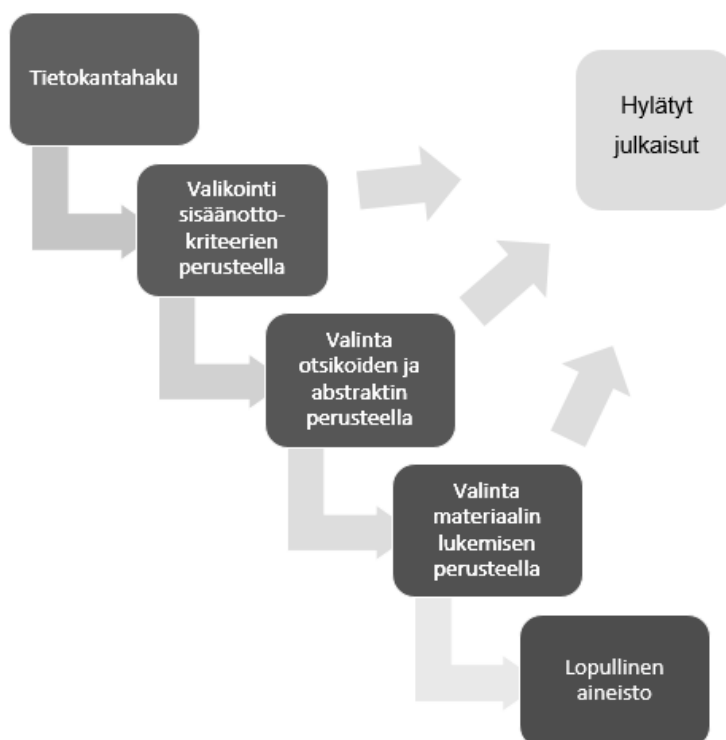 Tietokantahaku
Hylätyt
julkaisut
Valikointi
sisäänotto-
kriteerien
perusteella
Valinta
otsikoiden ja
abstraktin
perusteella
Valinta
materiaalin
lukemisen
perusteella
Lopullinen
aineisto